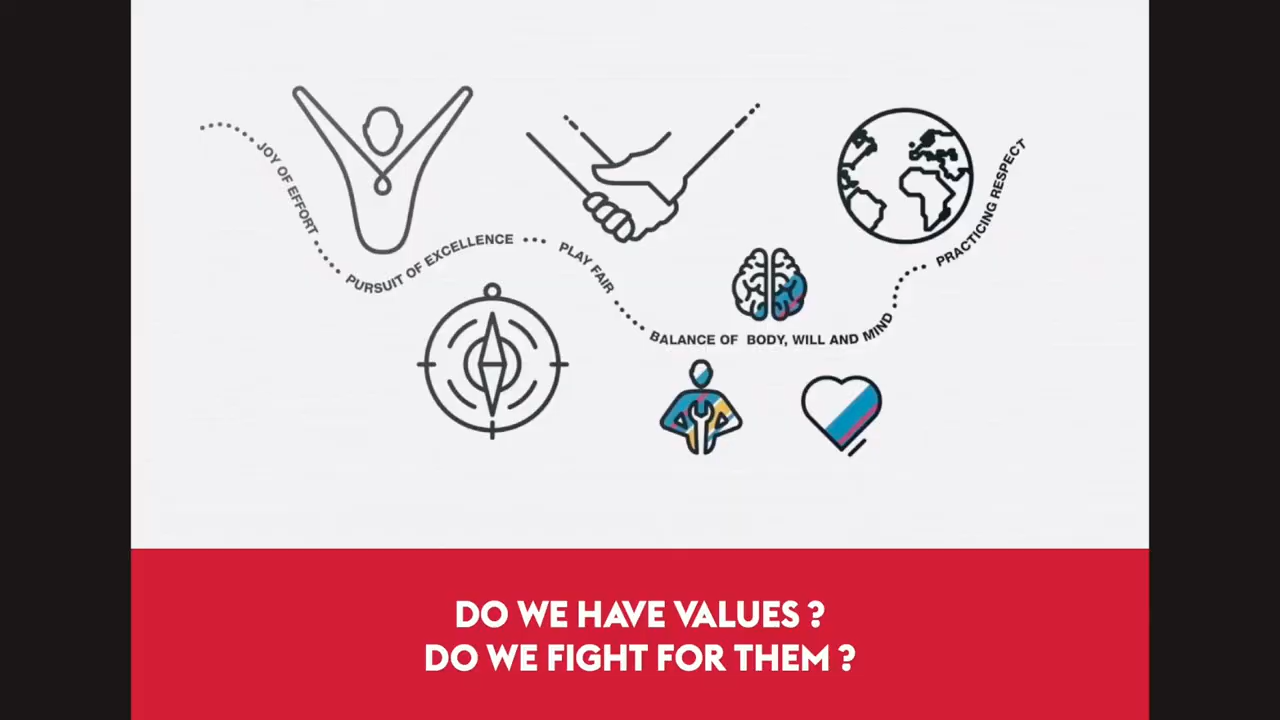 JOY OF EFFORT
PURSUIT OF EXCELLENCE
PLAY FAIR
BALANCE OF BODY, WILL AND MIND
PRACTICING RESPECT
DO WE HAVE VALUES ?
DO WE FIGHT FOR THEM ?